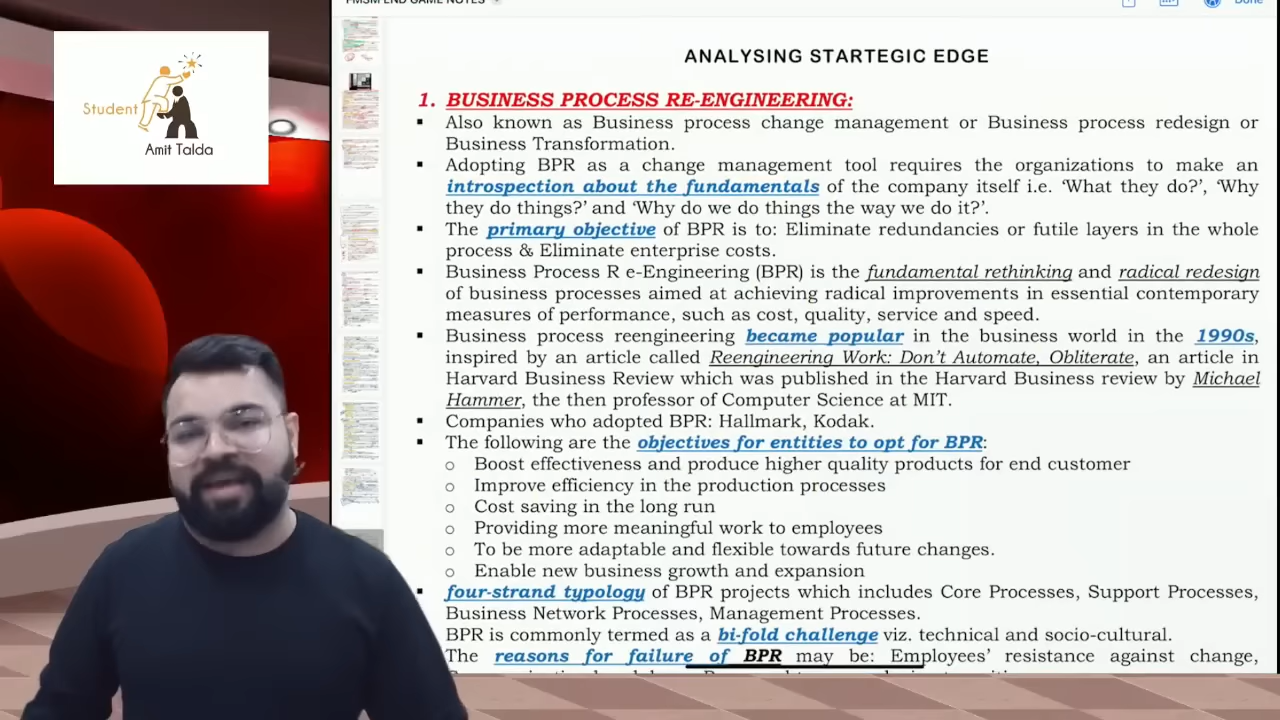 FMSM END GAME NOTES
Done
Student
Amit Talda
ANALYSING STARTEGIC EDGE
1. BUSINESS PROCESS RE-ENGINEERING:
Also known as Business process change management or Business process redesign or
Business transformation.
Adopting BPR as a change management tool requires the organisations to make an
introspection about the fundamentals of the company itself i.e. ‘What they do?’, ‘Why
they do things?’ and ‘Why do things the way do it?’
The primary objective of BPR is to eliminate redundancies or futile layers in the whole
process, eliminating enterprise costs.
Business Process Re-Engineering (BPR) is the fundamental rethinking and radical redesign
of business processes to improve achieve dramatic improvements in essential contemporary
measures of performance, such as cost, quality, service and speed.
Business process reengineering became popular in the business world in the 1990s,
inspired by an article called Reengineering Work: Don’t Automate, Obliterate an article in
Harvard Business Review which was published in the Harvard Business review by Michael
Hammer, the then professor of Computer Science at MIT.
Companies who adopted BPR: Hallmark, Kodak.
The following are the objectives for entities to opt for BPR:
Boost effectiveness and produce higher quality products for end customer
Improve efficiency in the production processes
o Cost saving in the long run
o Providing more meaningful work to employees
o To be more adaptable and flexible towards future changes.
o Enable new business growth and expansion
four-strand typology of BPR projects which includes Core Processes, Support Processes,
Business Network Processes, Management Processes.
BPR is commonly termed as a bi-fold challenge viz. technical and socio-cultural.
The reasons for failure of BPR may be: Employees’ resistance against change,